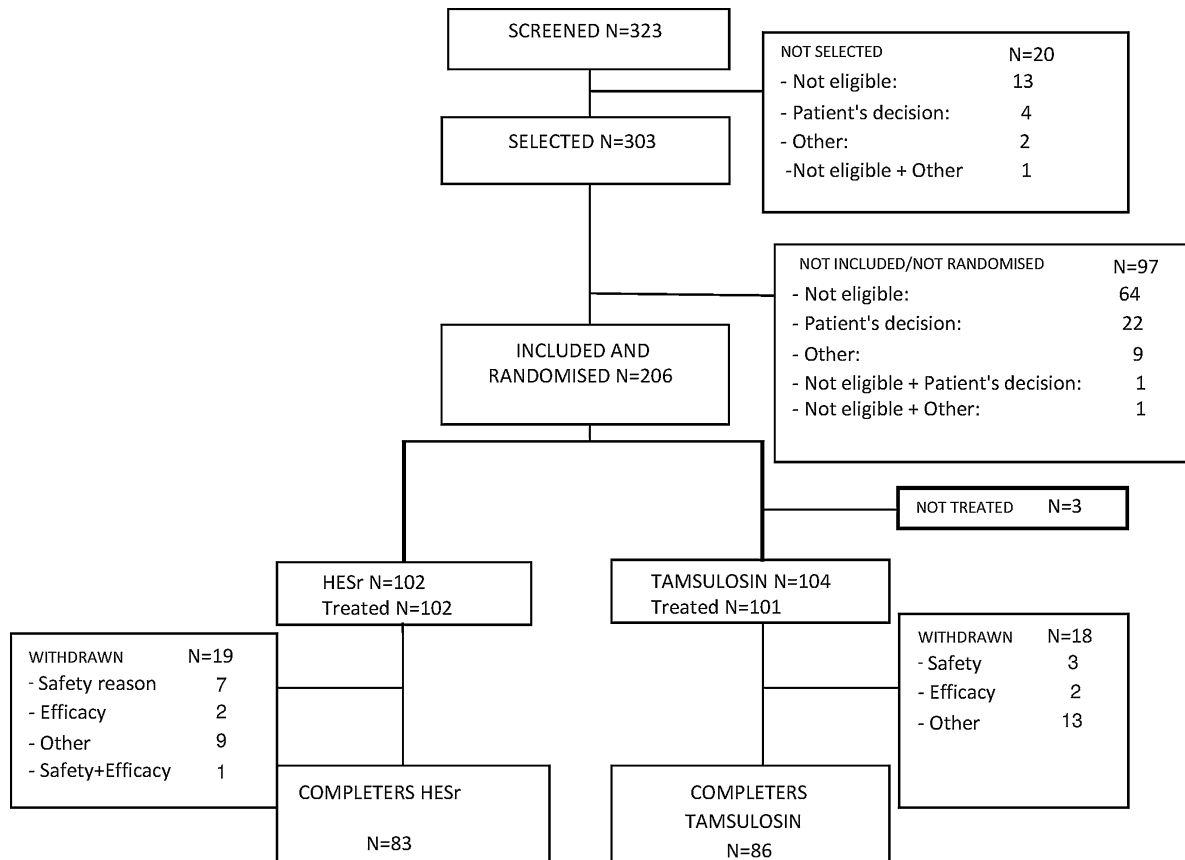 SCREENED N=323
NOT SELECTED N=20
- Not eligible: 13
- Patient's decision: 4
- Other: 2
-Not eligible + Other 1
SELECTED N=303
NOT INCLUDED/NOT RANDOMISED N=97
- Not eligible: 64
- Patient's decision: 22
- Other: 9
- Not eligible + Patient's decision: 1
- Not eligible + Other: 1
INCLUDED AND
RANDOMISED N=206
NOT TREATED N=3
HESr N=102
Treated N=102
TAMSULOSIN N=104
Treated N=101
WITHDRAWN N=19
- Safety reason 7
- Efficacy 2
- Other 9
- Safety+Efficacy 1
WITHDRAWN N=18
- Safety 3
- Efficacy 2
- Other 13
COMPLETERS HESr
N=83
COMPLETERS
TAMSULOSIN
N=86